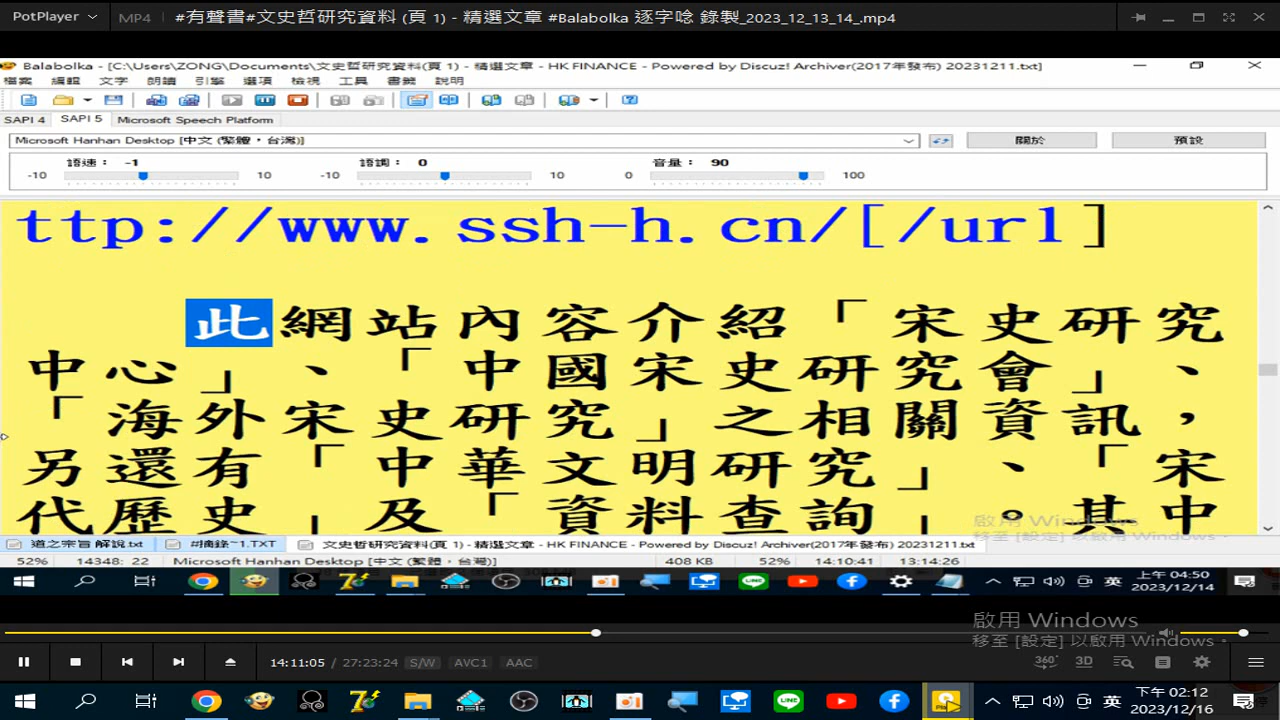 PotPlayer
MP4
#有聲書#文史哲研究資料 (頁 1) - 精選文章 #Balabolka 逐字唸 錄製_2023_12_13_14_.mp4
Balabolka - [C:\Users\ZONG\Documents\文史哲研究資料(頁 1) - 精選文章 - HK FINANCE - Powered by Discuz! Archiver(2017年發布) 20231211.txt]
檔案 編輯 文字 朗讀 引擎 選項 檢視 工具 書籤 說明
SAPI 4 SAPI 5 Microsoft Speech Platform
Microsoft Hanhan Desktop [中文 (繁體，台灣)]
關於 預設
語速： -1 語調： 0 音量： 90
-10 10 -10 10 0 100
ttp://www.ssh-h.cn/[/url]
此網站內容介紹「宋史研究
中心」、「中國宋史研究會」、
「海外宋史研究」之相關資訊，
另還有「中華文明研究」、「宋
代歷史」及「資料查詢」。其中
啟用 Windows
移至 [設定] 以啟用 Windows。
道之宗旨 解說.txt #摘錄~1.TXT 文史哲研究資料(頁 1) - 精選文章 - HK FINANCE - Powered by Discuz! Archiver(2017年發布) 20231211.txt
52% 14348: 22 Microsoft Hanhan Desktop [中文 (繁體，台灣)] 408 KB 52% 14:10:41 13:14:26
英 上午 04:50
2023/12/14
啟用 Windows
移至 [設定] 以啟用 Windows。
14:11:05 / 27:23:24 S/W AVC1 AAC
360° 3D
英 下午 02:12
2023/12/16